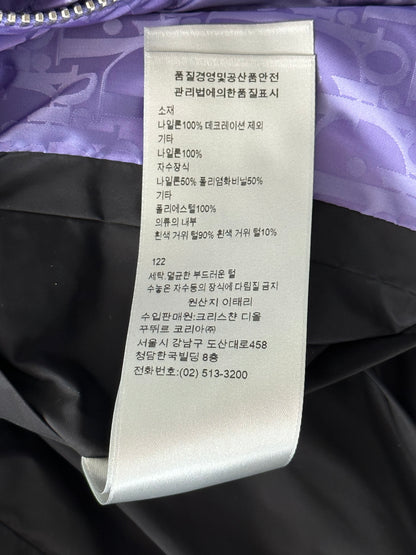 품질경영및공산품안전
관리법에의한품질표시
소재
나일론100% 데크레이션 제외
기타
나일론100%
자수장식
나일론50% 폴리염화비닐50%
기타
폴리에스텔100%
의류의 내부
흰색 거위 털90% 흰색 거위 털10%
122
세탁,멸균한 부드러운 털
수놓은 자수등의 장식에 다림질 금지
원산지 이태리
수입판매원:크리스챤 디올
꾸뛰르 코리아㈜
서울시 강남구 도산대로458
청담한국빌딩 8층
전화번호:(02) 513-3200